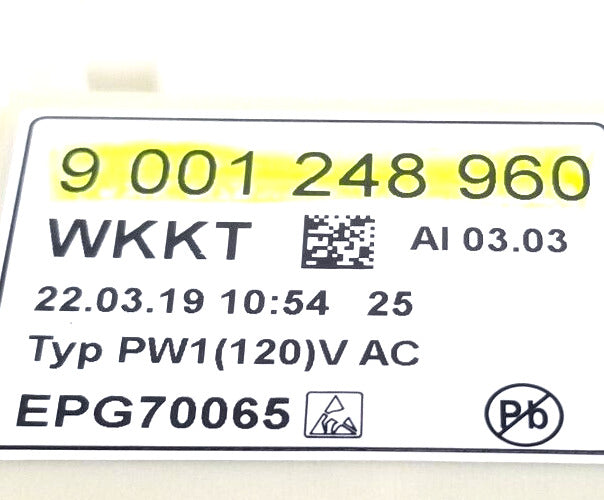 9 001 248 960
WKKT AI 03.03
22.03.19 10:54 25
Typ PW1(120)V AC
EPG70065 Pb